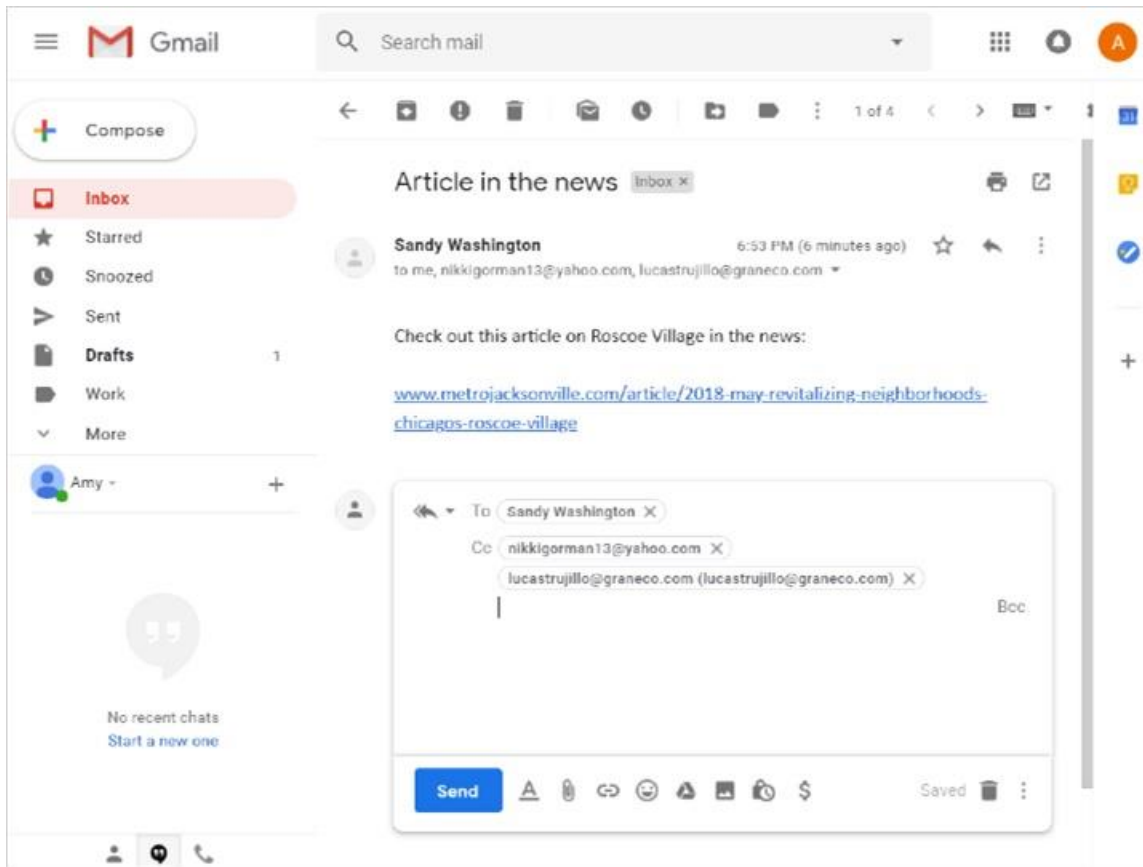 Gmail
Search mail
A
Compose
1 of 4
31
Article in the news Inbox ×
Inbox
Starred
Snoozed
Sent
Drafts 1
Work
More
Sandy Washington 6:53 PM (6 minutes ago)
to me, nikkigorman13@yahoo.com, lucastrujillo@graneco.com
Check out this article on Roscoe Village in the news:
www.metrojacksonville.com/article/2018-may-revitalizing-neighborhoods-
chicagos-roscoe-village
Amy
To Sandy Washington
Cc nikkigorman13@yahoo.com
lucastrujillo@graneco.com (lucastrujillo@graneco.com)
Bcc
No recent chats
Start a new one
Send A $ Saved